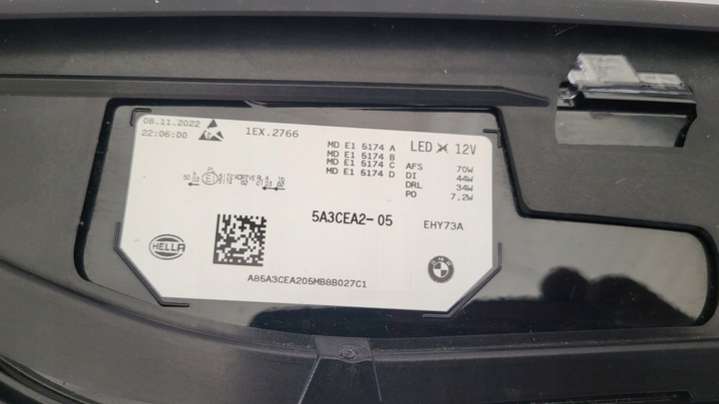 08.11.2022
22:06:00
1EX.2766
MD E1 5174 A
MD E1 5174 B
MD E1 5174 C
MD E1 5174 D
LED 12V
AFS 70W
DI 44W
DRL 34W
PO 7.2W
5A3CEA2-05
EHY73A
HELLA
A85A3CEA205MB8B027C1